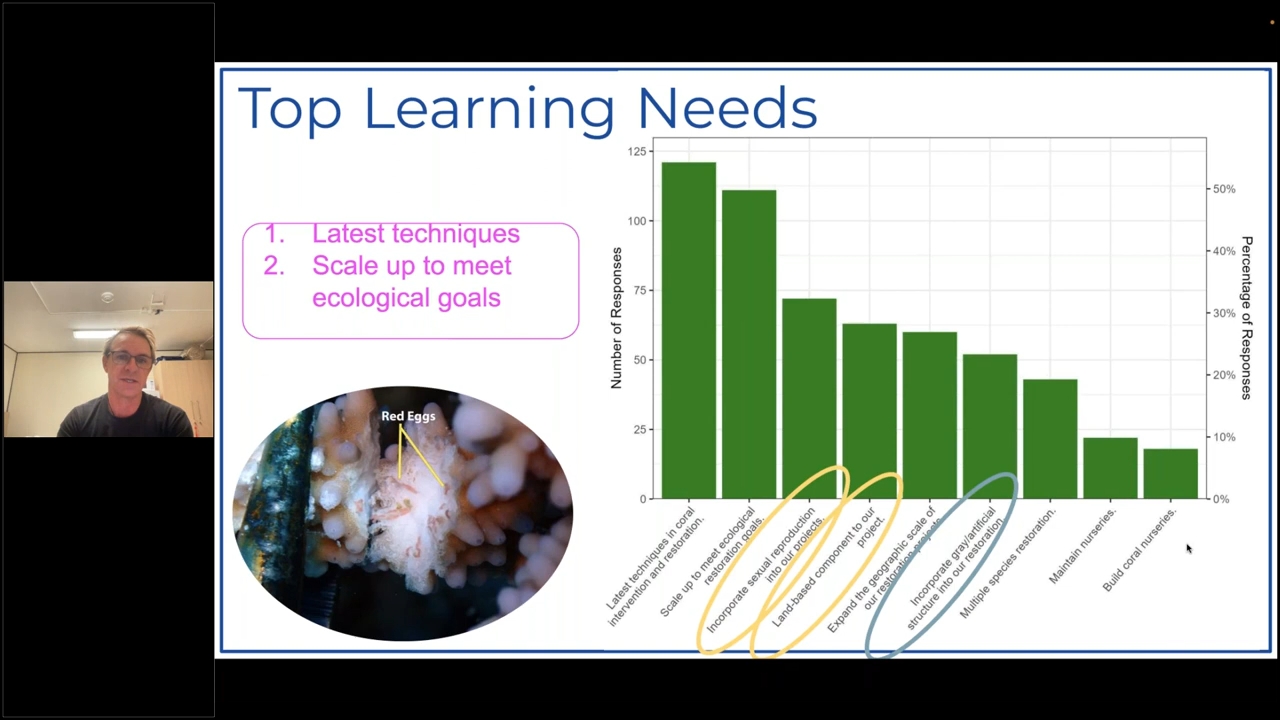 Top Learning Needs
1. Latest techniques
2. Scale up to meet
ecological goals
Red Eggs
Number of Responses
125
100
75
50
25
0
50%
40%
30%
20%
10%
0%
Percentage of Responses
Latest techniques in coral
intervention and restoration.
Scale up to meet ecological
restoration goals.
Incorporate sexual reproduction
into our projects.
Land-based component to our
project.
Expand the geographic scale of
our restoration projects.
Incorporate gray/artificial
structure into our restoration
Multiple species restoration.
Maintain nurseries.
Build coral nurseries.